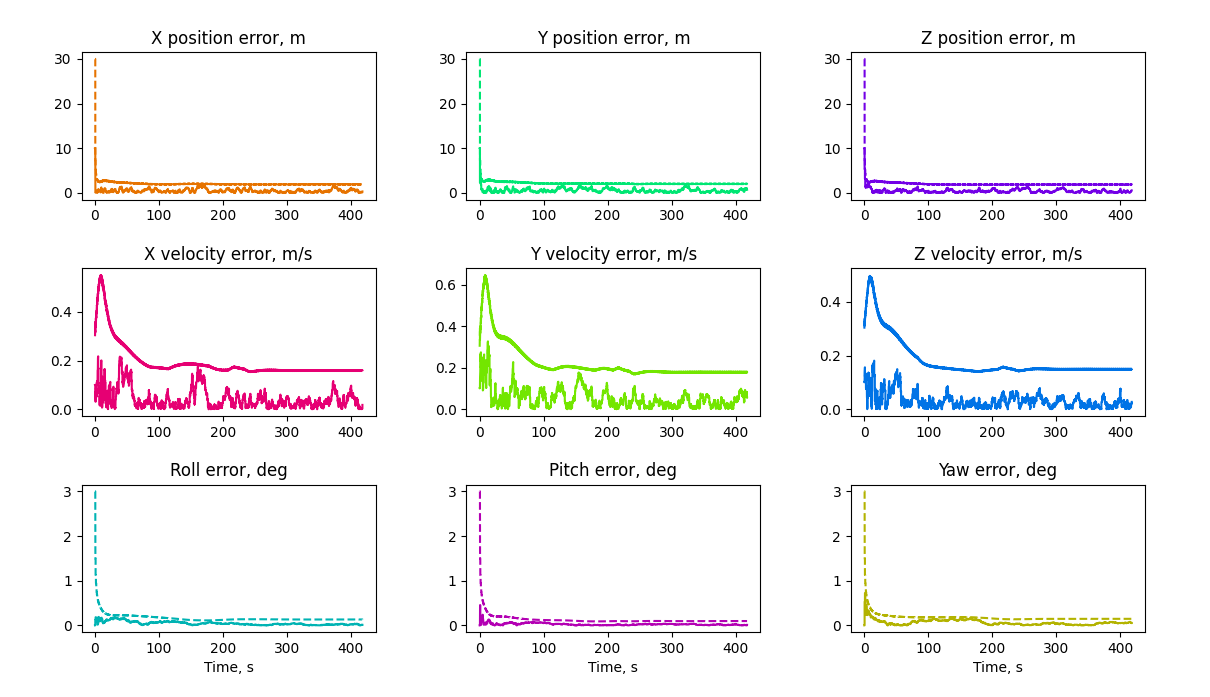 X position error, m
Y position error, m
Z position error, m
30
20
10
0
0 100 200 300 400
30
20
10
0
0 100 200 300 400
30
20
10
0
0 100 200 300 400
X velocity error, m/s
Y velocity error, m/s
Z velocity error, m/s
0.4
0.2
0.0
0 100 200 300 400
0.6
0.4
0.2
0.0
0 100 200 300 400
0.4
0.2
0.0
0 100 200 300 400
Roll error, deg
Pitch error, deg
Yaw error, deg
3
2
1
0
0 100 200 300 400
3
2
1
0
0 100 200 300 400
3
2
1
0
0 100 200 300 400
Time, s
Time, s
Time, s